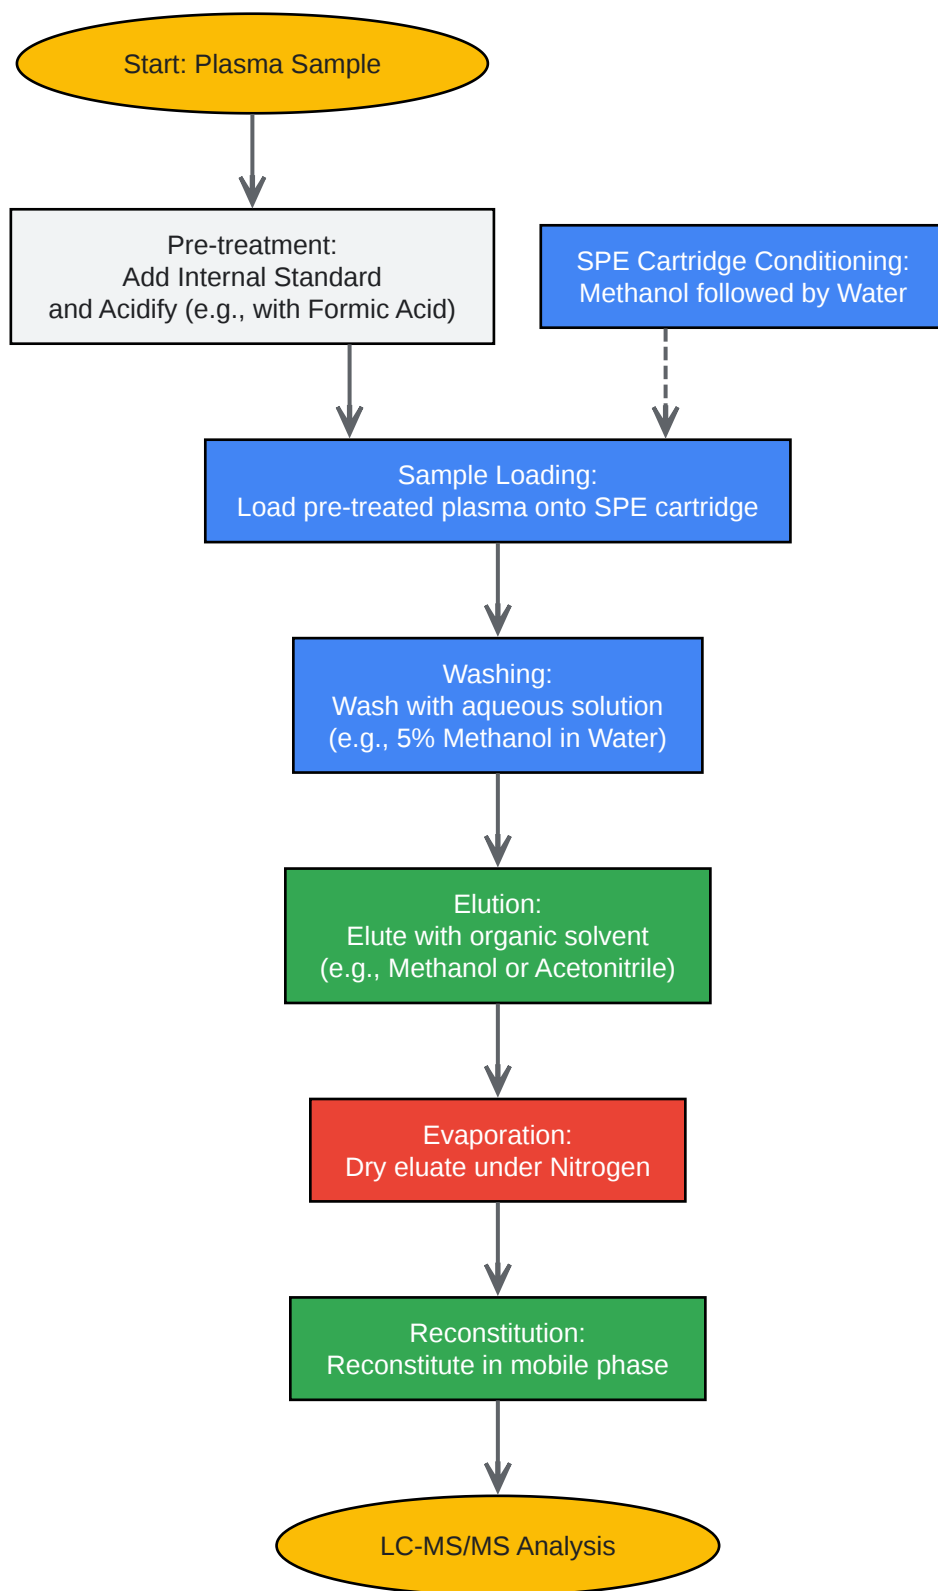 Start: Plasma Sample
Pre-treatment:
Add Internal Standard
and Acidify (e.g., with Formic Acid)
SPE Cartridge Conditioning:
Methanol followed by Water
Sample Loading:
Load pre-treated plasma onto SPE cartridge
Washing:
Wash with aqueous solution
(e.g., 5% Methanol in Water)
Elution:
Elute with organic solvent
(e.g., Methanol or Acetonitrile)
Evaporation:
Dry eluate under Nitrogen
Reconstitution:
Reconstitute in mobile phase
LC-MS/MS Analysis